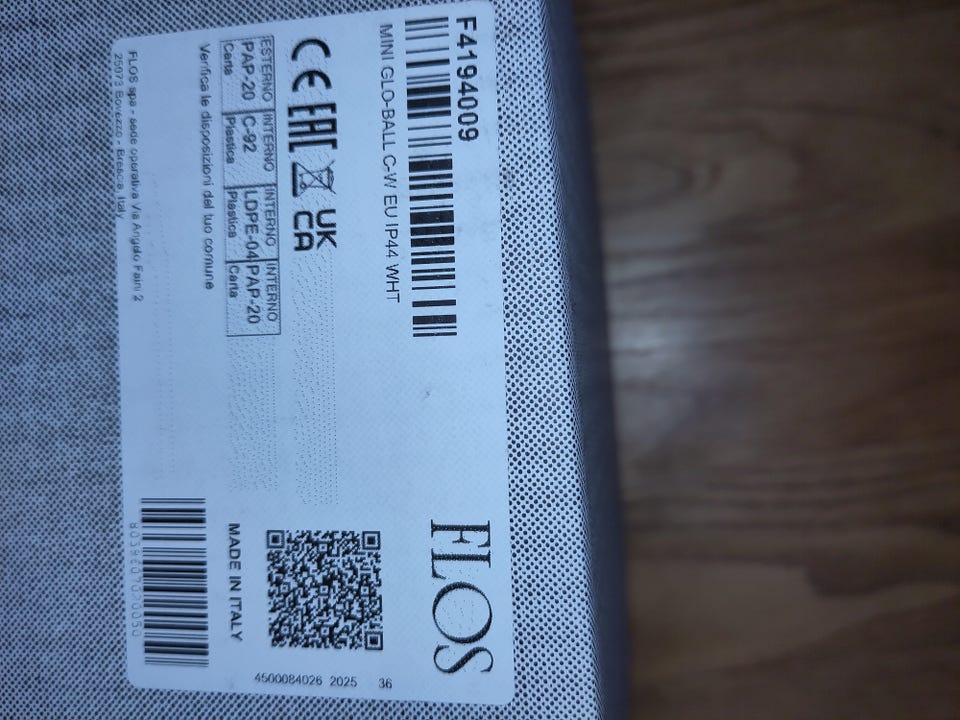 F4194009
MINI GLO-BALL C-W EU IP44 WHT
FLOS
CE EAC UK CA
ESTERNO INTERNO INTERNO INTERNO
PAP-20 C-92 LDPE-04 PAP-20
Carta Plastica Plastica Carta
Verifica le disposizioni del tuo comune
MADE IN ITALY
4500084026 2025 36
FLOS spa - sede operativa Via Angelo Faini 2
25073 Bovezzo - Brescia, Italy